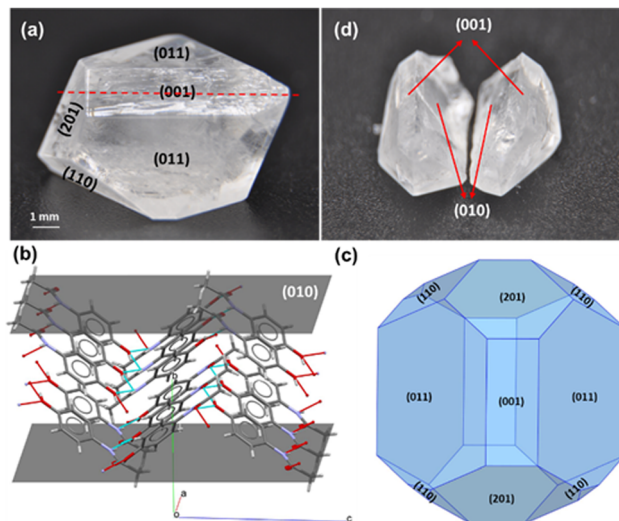 (a)
(011)
(001)
(201)
(011)
(110)
1 mm
(d)
(001)
(010)
(b)
(010)
b
a
o
c
(c)
(110)
(201)
(110)
(011)
(001)
(011)
(110)
(201)
(110)